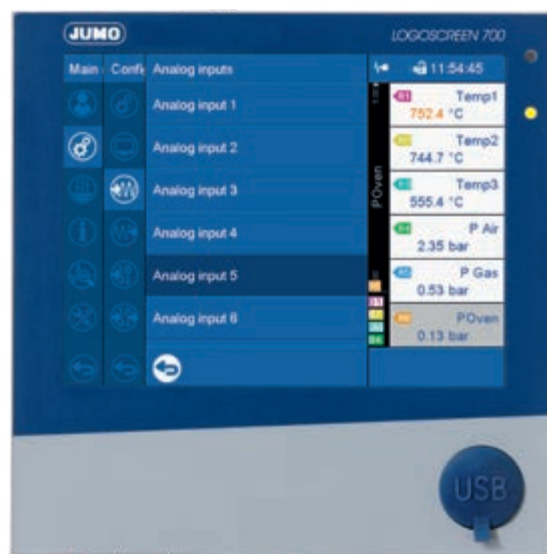 JUMO
LOGOSCREEN 700
Main
Confi
Analog inputs
11:54:45
Analog input 1
Analog input 2
Analog input 3
Analog input 4
Analog input 5
Analog input 6
POven
Temp1
752.4 °C
Temp2
744.7 °C
Temp3
555.4 °C
P Air
2.35 bar
P Gas
0.53 bar
POven
0.13 bar
USB